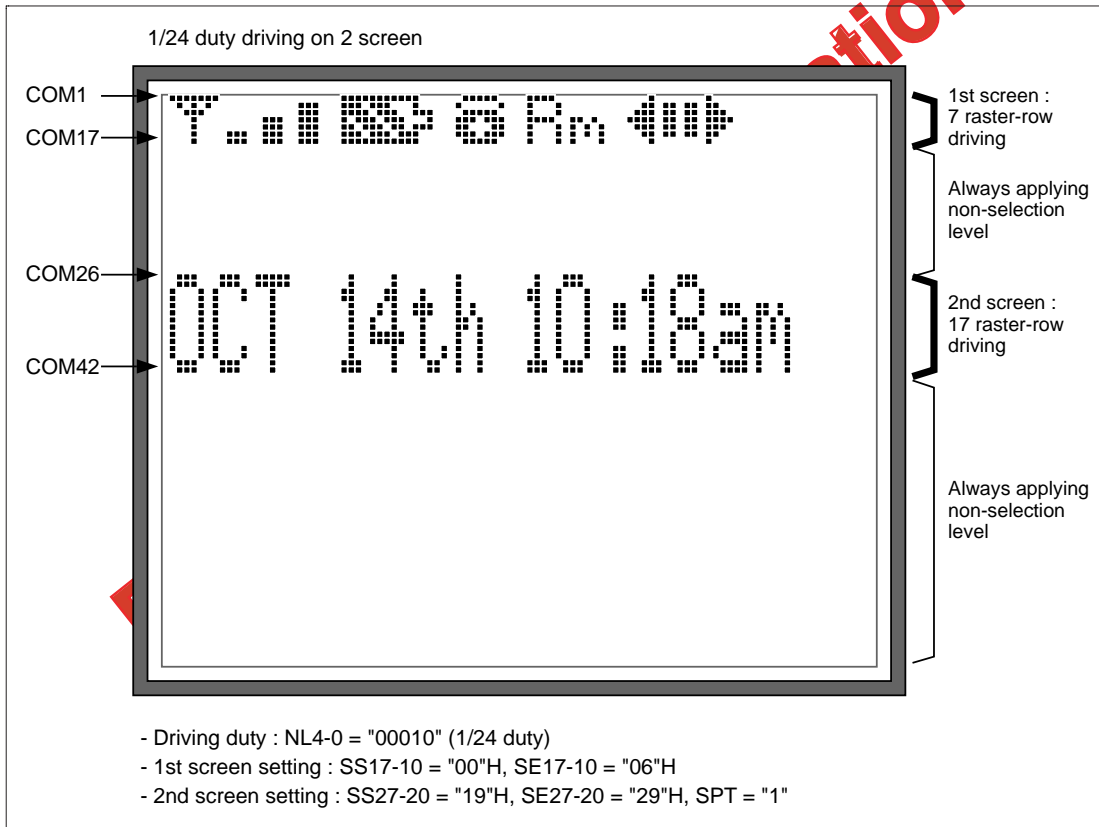 1/24 duty driving on 2 screen
COM1
COM17
COM26
COM42
Rm
OCT 14th 10:18am
1st screen :
7 raster-row
driving
Always applying
non-selection
level
2nd screen :
17 raster-row
driving
Always applying
non-selection
level
- Driving duty : NL4-0 = "00010" (1/24 duty)
- 1st screen setting : SS17-10 = "00"H, SE17-10 = "06"H
- 2nd screen setting : SS27-20 = "19"H, SE27-20 = "29"H, SPT = "1"